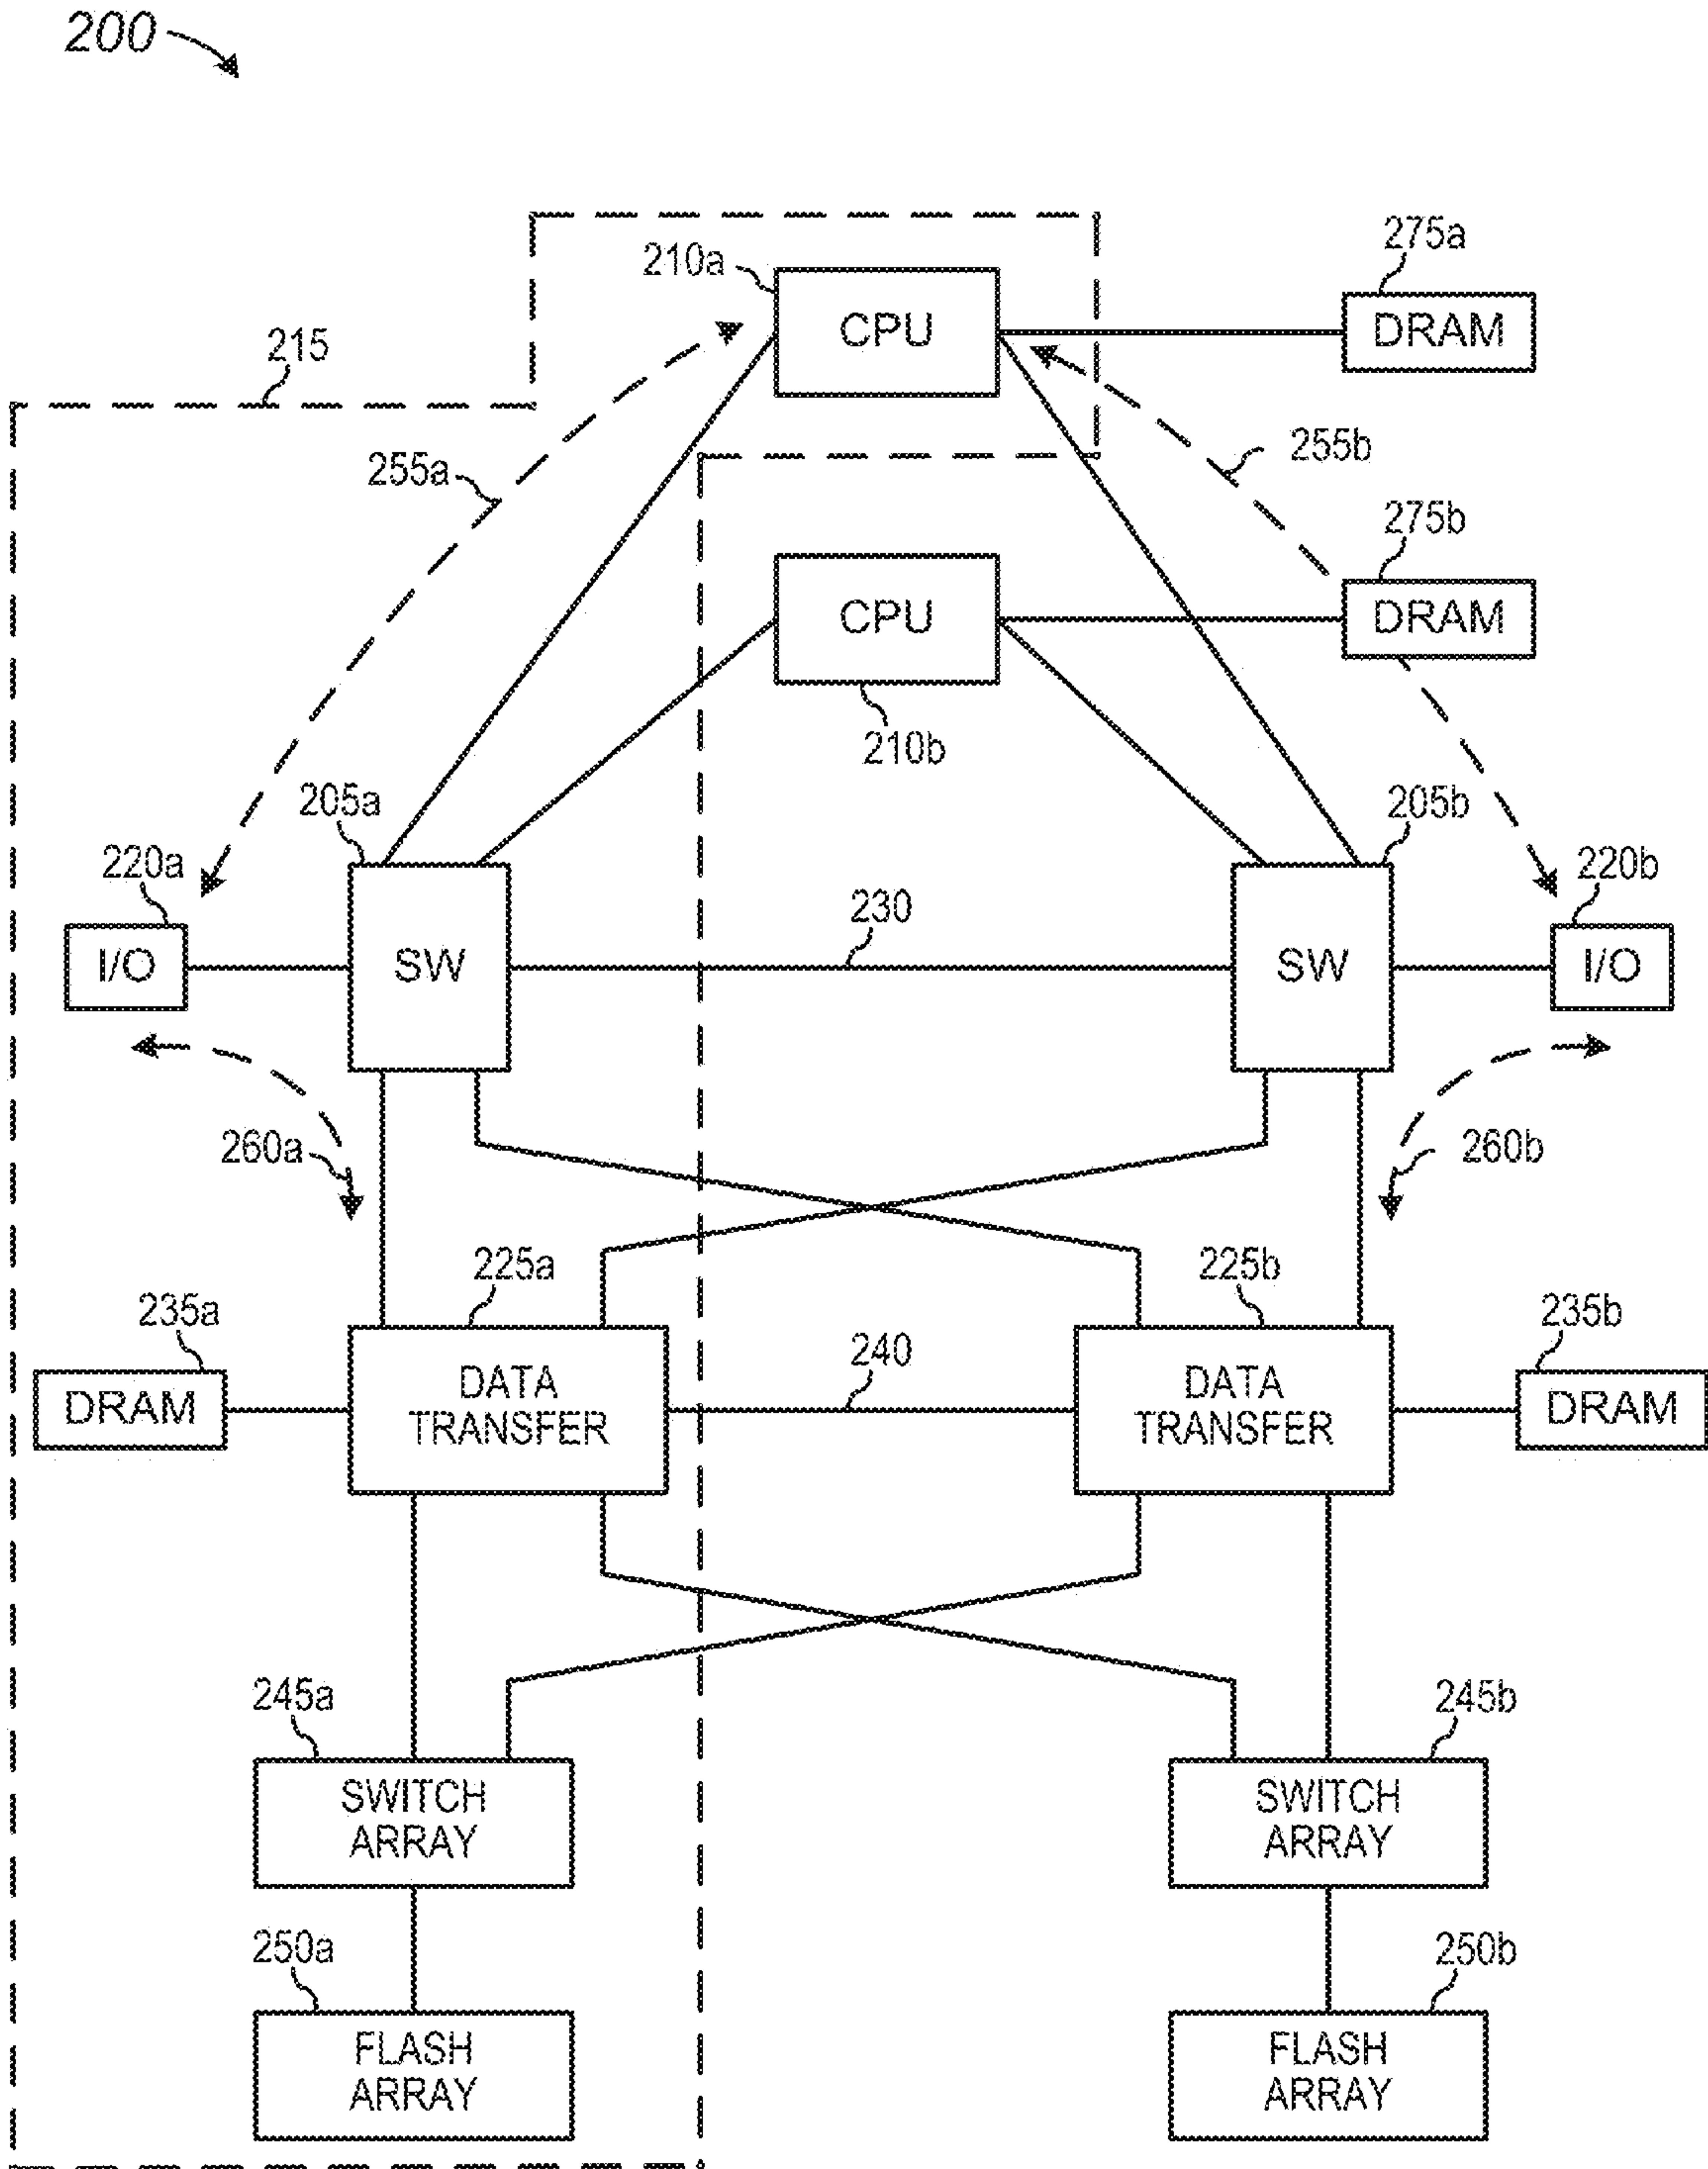 200
275a
210a
CPU
DRAM
215
255a
255b
275b
CPU
DRAM
210b
205a
205b
220a
220b
230
I/O
SW
SW
I/O
260a
260b
225a
225b
235a
235b
240
DRAM
DATA
TRANSFER
DATA
TRANSFER
DRAM
245a
245b
SWITCH
ARRAY
SWITCH
ARRAY
250a
250b
FLASH
ARRAY
FLASH
ARRAY